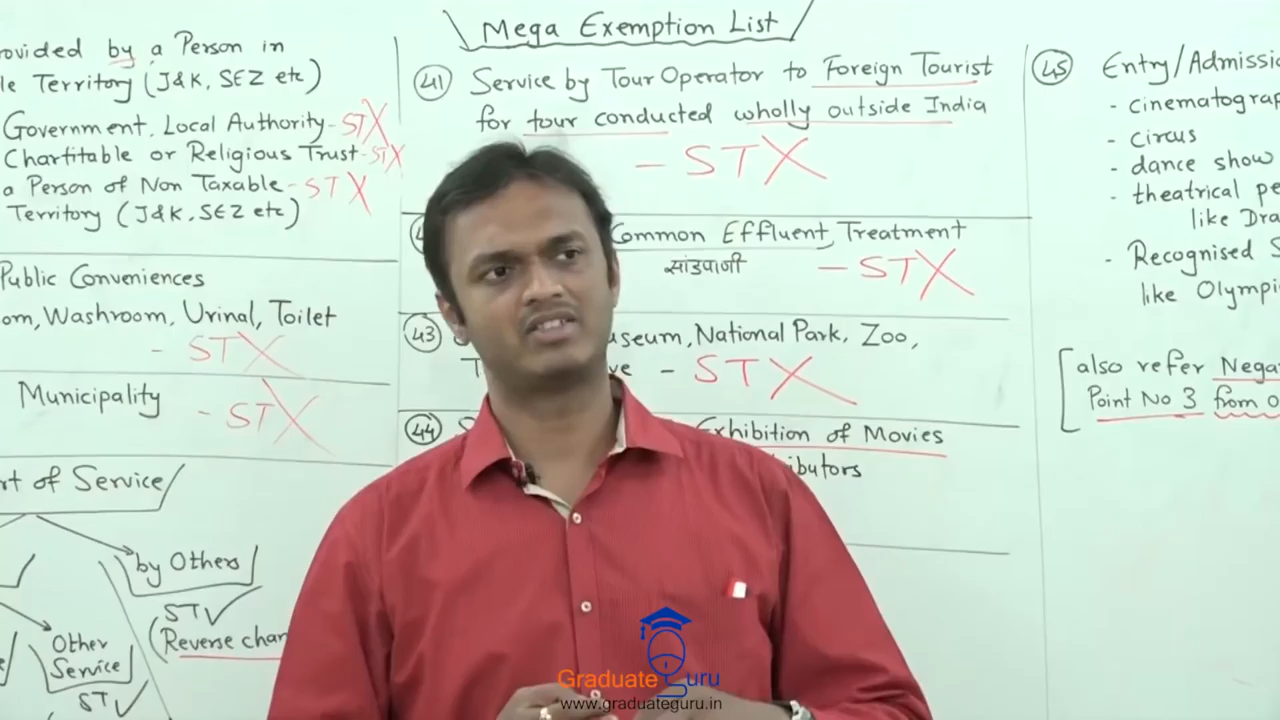 Mega Exemption List
rovided by a Person in
le Territory (J&K, SEZ etc)
Government, Local Authority - STX
Chartitable or Religious Trust - STX
a Person of Non Taxable - STX
Territory (J&K, SEZ etc)
Public Conveniences
om, Washroom, Urinal, Toilet
- STX
Municipality - STX
rt of Service
by Others
ST✓
(Reverse char
Other
Service
ST✓
41 Service by Tour Operator to Foreign Tourist
for tour conducted wholly outside India
- STX
Common Effluent Treatment
सांडपाणी - STX
43 useum, National Park, Zoo,
ve - STX
44 Exhibition of Movies
ibutors
45 Entry/Admissio
- cinematograp
- circus
- dance show
- theatrical pe
like Dra
- Recognised S
like Olympi
[also refer Nega
Point No 3 from o
GraduateGuru
www.graduateguru.in